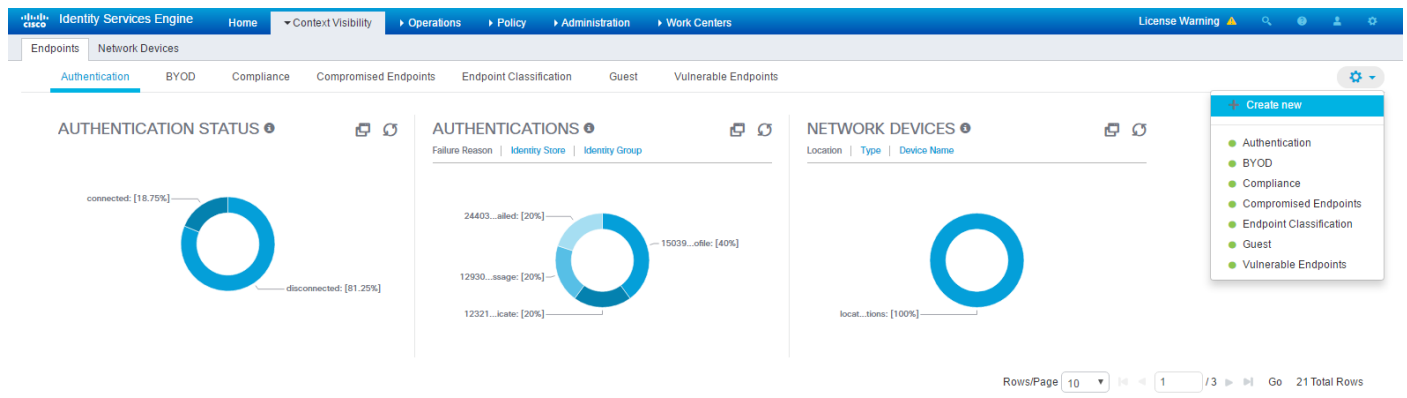 cisco Identity Services Engine Home Context Visibility Operations Policy Administration Work Centers License Warning
Endpoints Network Devices
Authentication BYOD Compliance Compromised Endpoints Endpoint Classification Guest Vulnerable Endpoints
Create new
Authentication
BYOD
Compliance
Compromised Endpoints
Endpoint Classification
Guest
Vulnerable Endpoints
AUTHENTICATION STATUS
connected: [18.75%]
disconnected: [81.25%]
AUTHENTICATIONS
Failure Reason | Identity Store | Identity Group
24403...ailed: [20%]
15039...ofile: [40%]
12930...ssage: [20%]
12321...icate: [20%]
NETWORK DEVICES
Location | Type | Device Name
locat...tions: [100%]
Rows/Page 10 1 / 3 Go 21 Total Rows